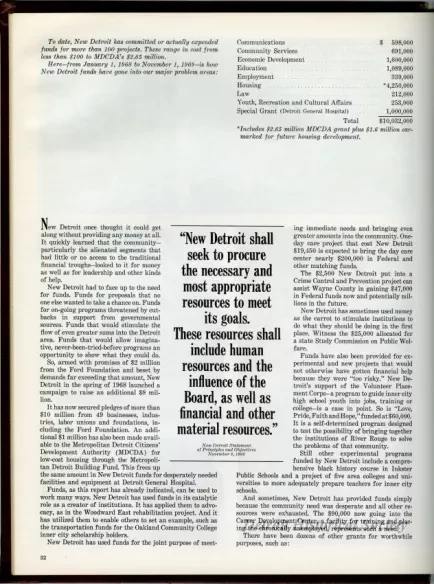 To date, New Detroit has committed or actually expended
funds for more than 100 projects. These range in cost from
less than $100 to MDCDA's $2.65 million.
Here—from January 1, 1968 to November 1, 1969—is how
New Detroit funds have gone into our major problem areas:
Communications $ 598,000
Community Services 691,000
Economic Development 1,600,000
Education 1,089,000
Employment 339,000
Housing *4,250,000
Law 212,000
Youth, Recreation and Cultural Affairs 253,000
Special Grant (Detroit General Hospital) 1,000,000
Total $10,032,000
*Includes $2.65 million MDCDA grant plus $1.6 million ear-
marked for future housing development.
New Detroit once thought it could get
along without providing any money at all.
It quickly learned that the community—
particularly the alienated segments that
had little or no access to the traditional
financial troughs—looked to it for money
as well as for leadership and other kinds
of help.
New Detroit had to face up to the need
for funds. Funds for proposals that no
one else wanted to take a chance on. Funds
for on-going programs threatened by cut-
backs in support from governmental
sources. Funds that would stimulate the
flow of even greater sums into the Detroit
area. Funds that would allow imagina-
tive, never-been-tried-before programs an
opportunity to show what they could do.
So, armed with promises of $2 million
from the Ford Foundation and beset by
demands far exceeding that amount, New
Detroit in the spring of 1968 launched a
campaign to raise an additional $8 mil-
lion.
It has now secured pledges of more than
$10 million from 49 businesses, indus-
tries, labor unions and foundations, in-
cluding the Ford Foundation. An addi-
tional $1 million has also been made avail-
able to the Metropolitan Detroit Citizens'
Development Authority (MDCDA) for
low-cost housing through the Metropoli-
tan Detroit Building Fund. This frees up
the same amount in New Detroit funds for desperately needed
facilities and equipment at Detroit General Hospital.
Funds, as this report has already indicated, can be used to
work many ways. New Detroit has used funds in its catalytic
role as a creator of institutions. It has applied them to advo-
cacy, as in the Woodward East rehabilitation project. And it
has utilized them to enable others to set an example, such as
the transportation funds for the Oakland Community College
inner city scholarship holders.
New Detroit has used funds for the joint purpose of meet-
"New Detroit shall
seek to procure
the necessary and
most appropriate
resources to meet
its goals.
These resources shall
include human
resources and the
influence of the
Board, as well as
financial and other
material resources."
New Detroit Statement
of Principles and Objectives
November 9, 1968
ing immediate needs and bringing even
greater amounts into the community. One-
day care project that cost New Detroit
$19,450 is expected to bring the day care
center nearly $200,000 in Federal and
other matching funds.
The $2,500 New Detroit put into a
Crime Control and Prevention project can
assist Wayne County in gaining $47,000
in Federal funds now and potentially mil-
lions in the future.
New Detroit has sometimes used money
as the carrot to stimulate institutions to
do what they should be doing in the first
place. Witness the $25,000 allocated for
a state Study Commission on Public Wel-
fare.
Funds have also been provided for ex-
perimental and new projects that would
not otherwise have gotten financial help
because they were "too risky." New De-
troit's support of the Volunteer Place-
ment Corps—a program to guide inner-city
high school youth into jobs, training or
college—is a case in point. So is "Love,
Pride, Faith and Hope," funded at $60,000.
It is a self-determined program designed
to test the possibility of bringing together
the institutions of River Rouge to solve
the problems of that community.
Still other experimental programs
funded by New Detroit include a compre-
hensive black history course in Inkster
Public Schools and a project of five area colleges and uni-
versities to more adequately prepare teachers for inner city
schools.
And sometimes, New Detroit has provided funds simply
because the community need was desperate and all other re-
sources were exhausted. The $90,000 now going into the
Career Development Center, a facility for training and plac-
ing the chronically unemployed, represents such a need.
There have been dozens of other grants for worthwhile
purposes, such as:
32